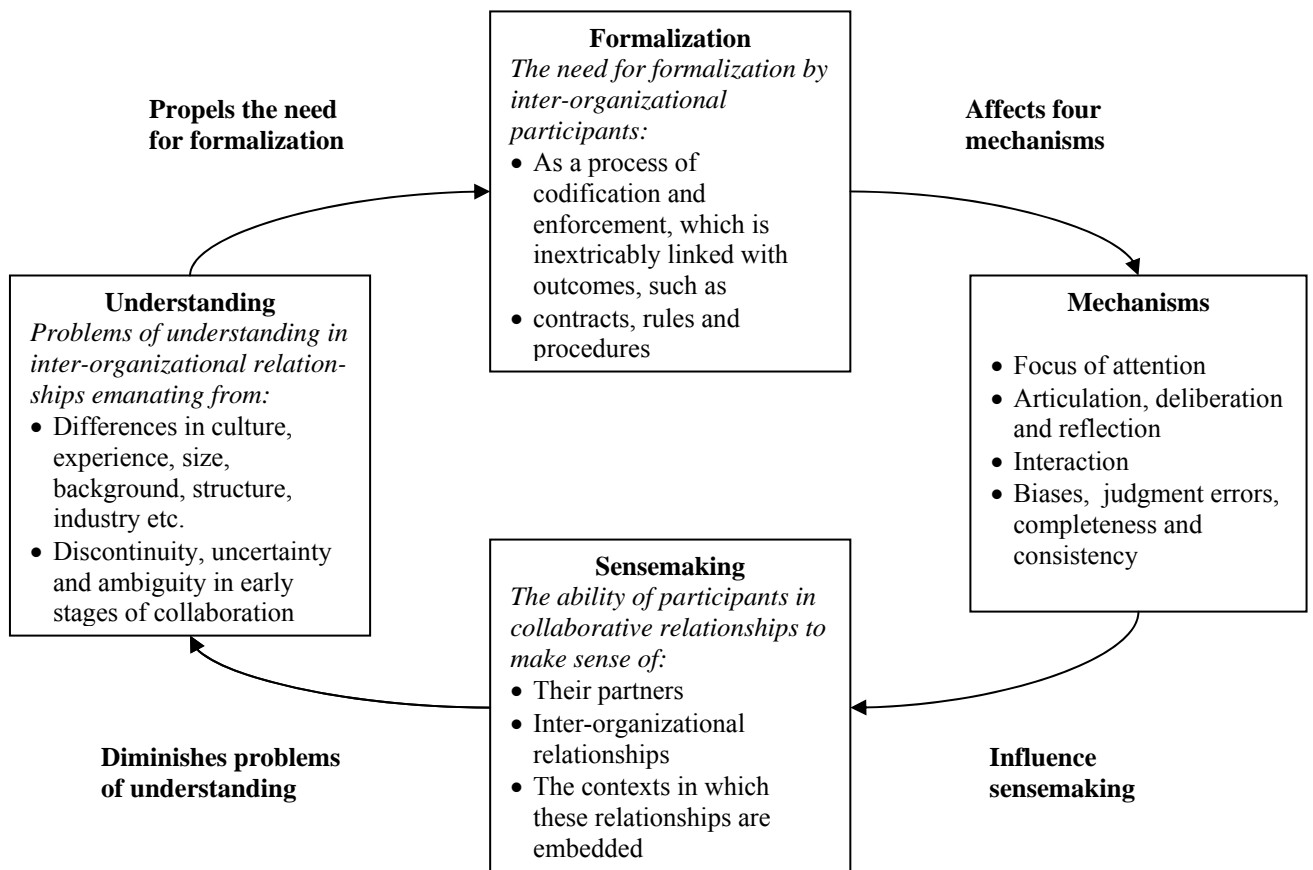 Formalization
The need for formalization by
inter-organizational
participants:
• As a process of
codification and
enforcement, which is
inextricably linked with
outcomes, such as
• contracts, rules and
procedures
Propels the need
for formalization
Affects four
mechanisms
Understanding
Problems of understanding in
inter-organizational relation-
ships emanating from:
• Differences in culture,
experience, size,
background, structure,
industry etc.
• Discontinuity, uncertainty
and ambiguity in early
stages of collaboration
Mechanisms
• Focus of attention
• Articulation, deliberation
and reflection
• Interaction
• Biases, judgment errors,
completeness and
consistency
Sensemaking
The ability of participants in
collaborative relationships to
make sense of:
• Their partners
• Inter-organizational
relationships
• The contexts in which
these relationships are
embedded
Diminishes problems
of understanding
Influence
sensemaking